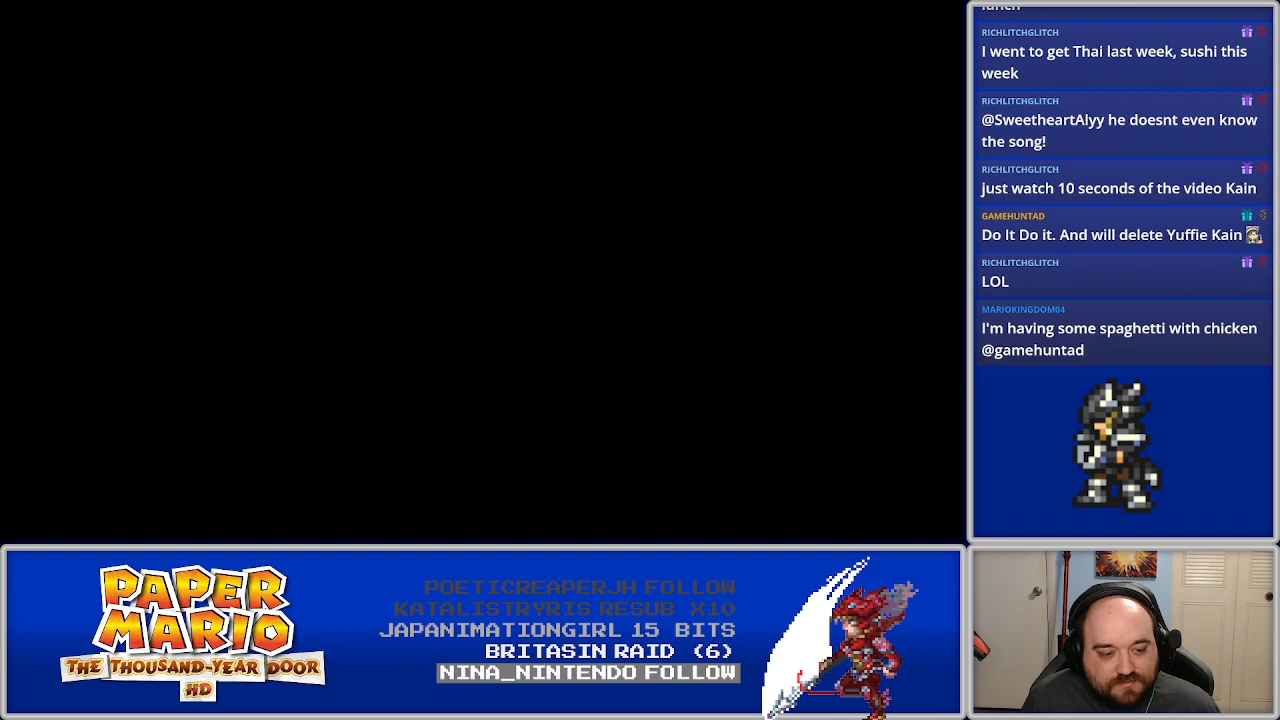 lunch
RICHLITCHGLITCH
I went to get Thai last week, sushi this
week
RICHLITCHGLITCH
@SweetheartAlyy he doesnt even know
the song!
RICHLITCHGLITCH
just watch 10 seconds of the video Kain
GAMEHUNTAD
Do It Do it. And will delete Yuffie Kain
RICHLITCHGLITCH
LOL
MARIOKINGDOM04
I'm having some spaghetti with chicken
@gamehuntad
PAPER
MARIO
THE THOUSAND-YEAR DOOR
HD
POETICREAPERJH FOLLOW
KATALISTRYRIS RESUB X10
JAPANIMATIONGIRL 15 BITS
BRITASIN RAID (6)
NINA_NINTENDO FOLLOW